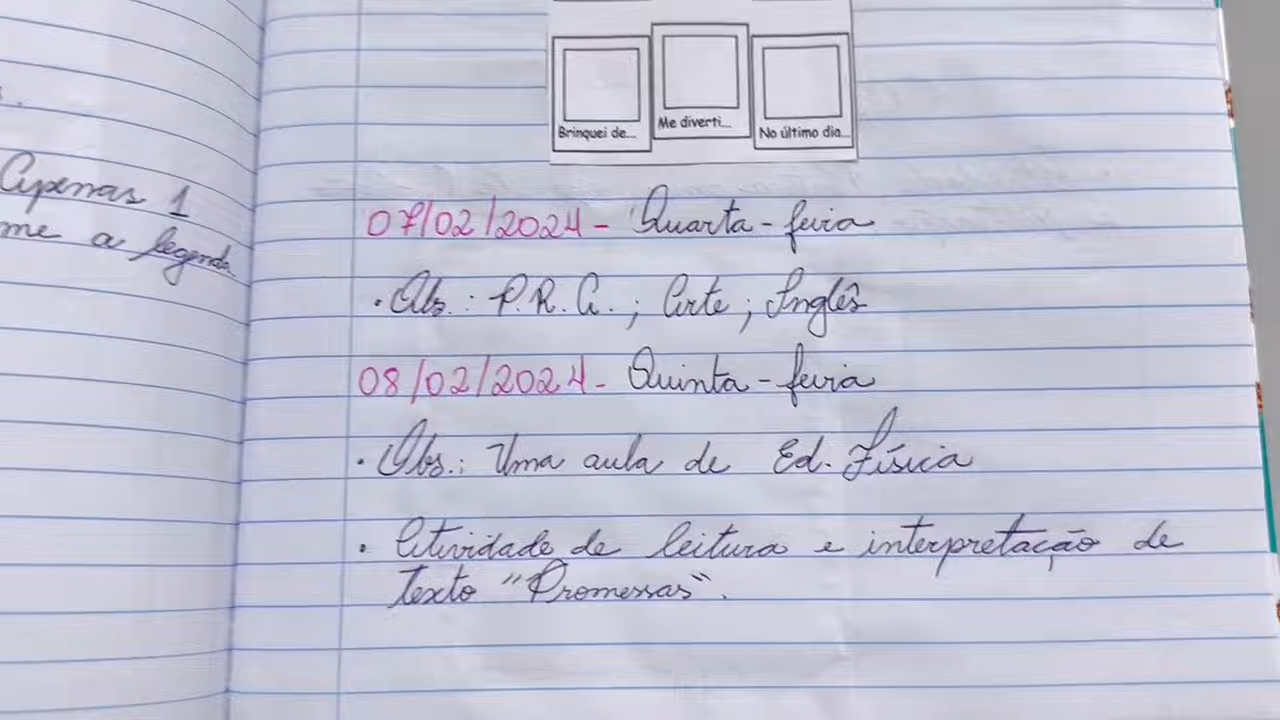 Apenas 1
me a legenda
Brinquei de... Me diverti... No último dia...
07/02/2024 - Quarta-feira
• Obs.: P.R.A.; Arte; Inglês
08/02/2024 - Quinta-feira
• Obs.: Uma aula de Ed. Física
• Atividade de leitura e interpretação de
texto "Promessas".